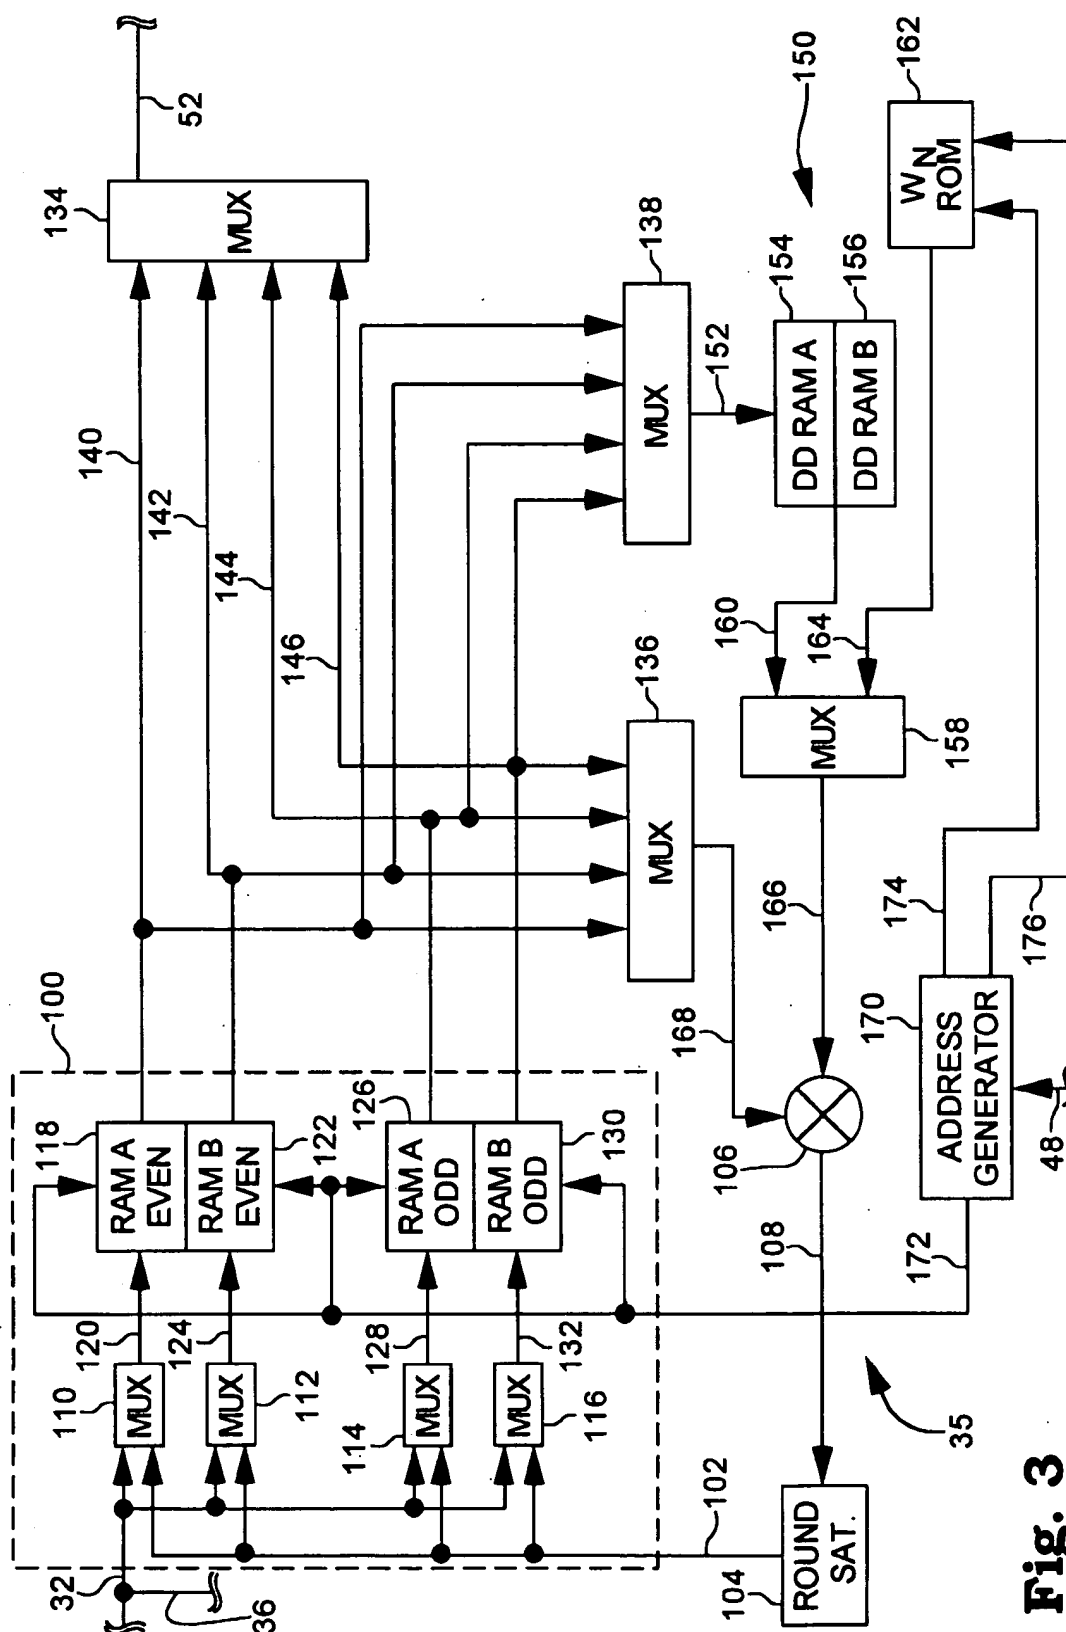 52
134
MUX
140
142
144
146
138
MUX
152
150
154
DD RAM A
156
DD RAM B
162
WN
ROM
136
MUX
160
164
MUX
158
166
168
174
176
170
ADDRESS
GENERATOR
48
172
100
118
RAM A
EVEN
RAM B
EVEN
122
126
RAM A
ODD
RAM B
ODD
130
106
108
120
124
128
132
110
MUX
MUX
112
114
MUX
MUX
116
32
36
102
104
ROUND
SAT.
35
Fig. 3